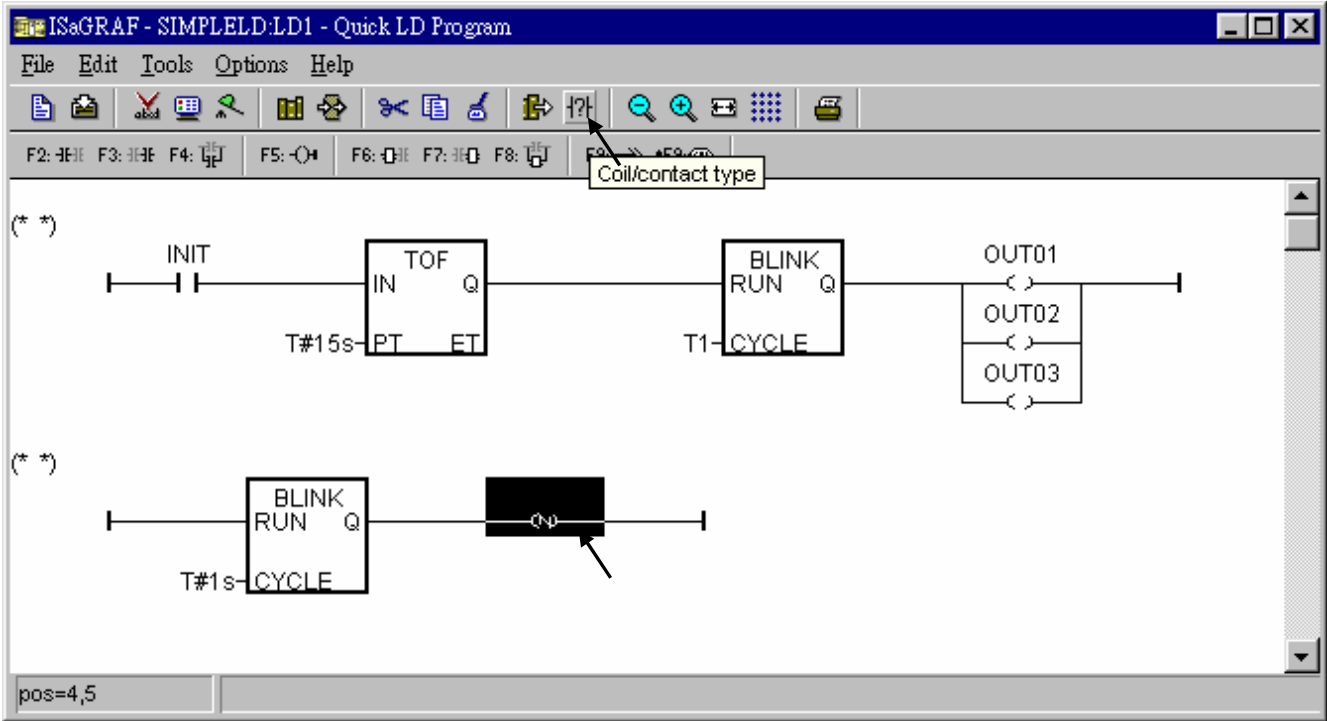 ISaGRAF - SIMPLELD:LD1 - Quick LD Program
File Edit Tools Options Help
F2: F3: F4: F5: F6: F7: F8: F9:
Coil/contact type
(* *)
INIT TOF BLINK OUT01
IN Q RUN Q
OUT02
T#15s PT ET T1 CYCLE
OUT03
(* *)
BLINK
RUN Q (N)
T#1s CYCLE
pos=4,5